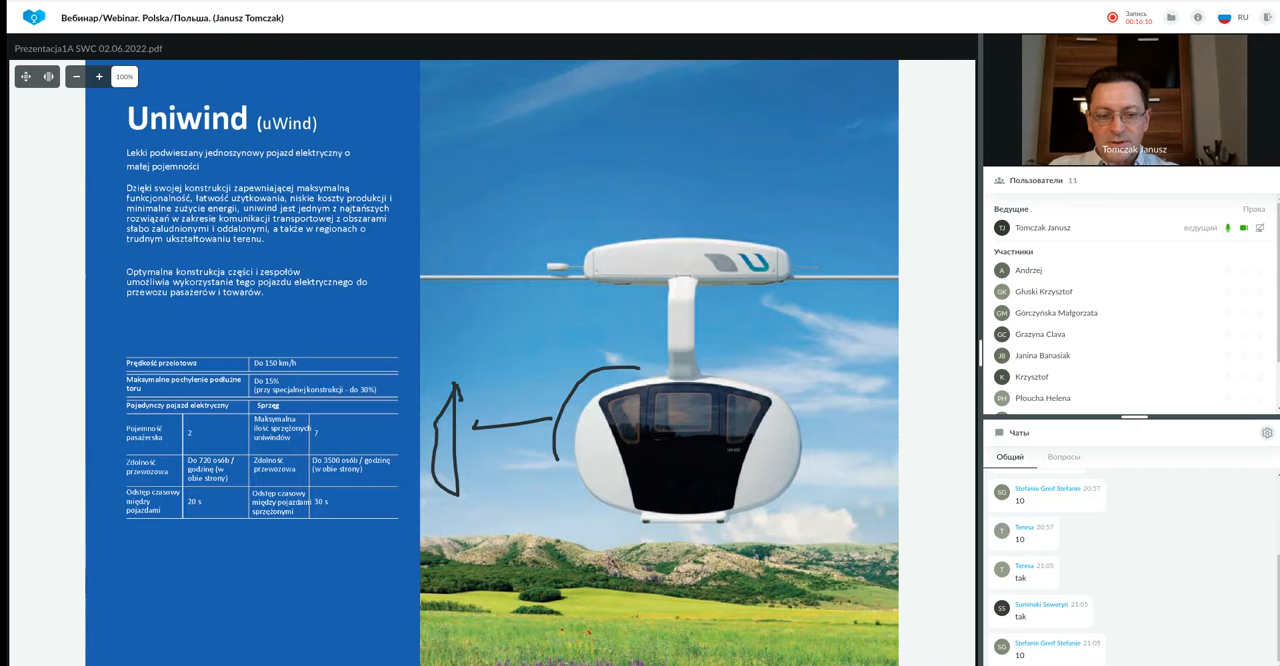 Вебинар/Webinar. Polska/Польша. (Janusz Tomczak)
Запись
00:16:10
RU
Prezentacja1A SWC 02.06.2022.pdf
100%
Uniwind (uWind)
Lekki podwieszany jednoszynowy pojazd elektryczny o
małej pojemności
Dzięki swojej konstrukcji zapewniającej maksymalną
funkcjonalność, łatwość użytkowania, niskie koszty produkcji i
minimalne zużycie energii, uniwind jest jednym z najtańszych
rozwiązań w zakresie komunikacji transportowej z obszarami
słabo zaludnionymi i oddalonymi, a także w regionach o
trudnym ukształtowaniu terenu.
Optymalna konstrukcja części i zespołów
umożliwia wykorzystanie tego pojazdu elektrycznego do
przewozu pasażerów i towarów.
Prędkość przelotowa
Do 150 km/h
Maksymalne pochylenie podłużne
toru
Do 15%
(przy specjalnej konstrukcji - do 30%)
Pojedynczy pojazd elektryczny
Sprzęg
Pojemność
pasażerska
2
Maksymalna
ilość sprzężonych
uniwindów
7
Zdolność
przewozowa
Do 720 osób /
godzinę (w
obie strony)
Zdolność
przewozowa
Do 3500 osób / godzinę
(w obie strony)
Odstęp czasowy
między
pojazdami
20 s
Odstęp czasowy
między pojazdami
sprzężonymi
30 s
U
Tomczak Janusz
Пользователи 11
Ведущие
Права
TJ
Tomczak Janusz
ведущий
Участники
A
Andrzej
GK
Głuski Krzysztof
GM
Górczyńska Małgorzata
GC
Grazyna Clava
JB
Janina Banasiak
K
Krzysztof
PH
Płoucha Helena
Чаты
Общий
Вопросы
SG
Stefanie Greif Stefanie 20:57
10
T
Teresa 20:57
10
T
Teresa 21:05
tak
SS
Suminski Seweryn 21:05
tak
SG
Stefanie Greif Stefanie 21:05
10